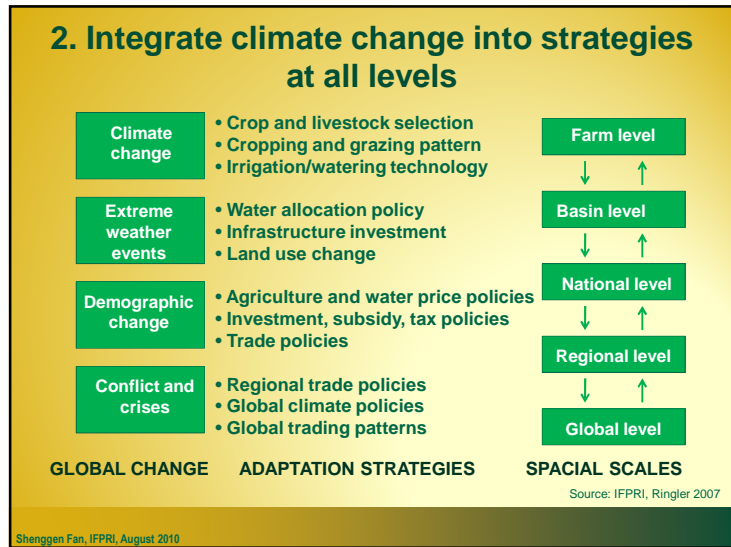 2. Integrate climate change into strategies
at all levels
Climate
change
• Crop and livestock selection
• Cropping and grazing pattern
• Irrigation/watering technology
Extreme
weather
events
• Water allocation policy
• Infrastructure investment
• Land use change
Demographic
change
• Agriculture and water price policies
• Investment, subsidy, tax policies
• Trade policies
Conflict and
crises
• Regional trade policies
• Global climate policies
• Global trading patterns
Farm level
Basin level
National level
Regional level
Global level
GLOBAL CHANGE
ADAPTATION STRATEGIES
SPACIAL SCALES
Source: IFPRI, Ringler 2007
Shenggen Fan, IFPRI, August 2010